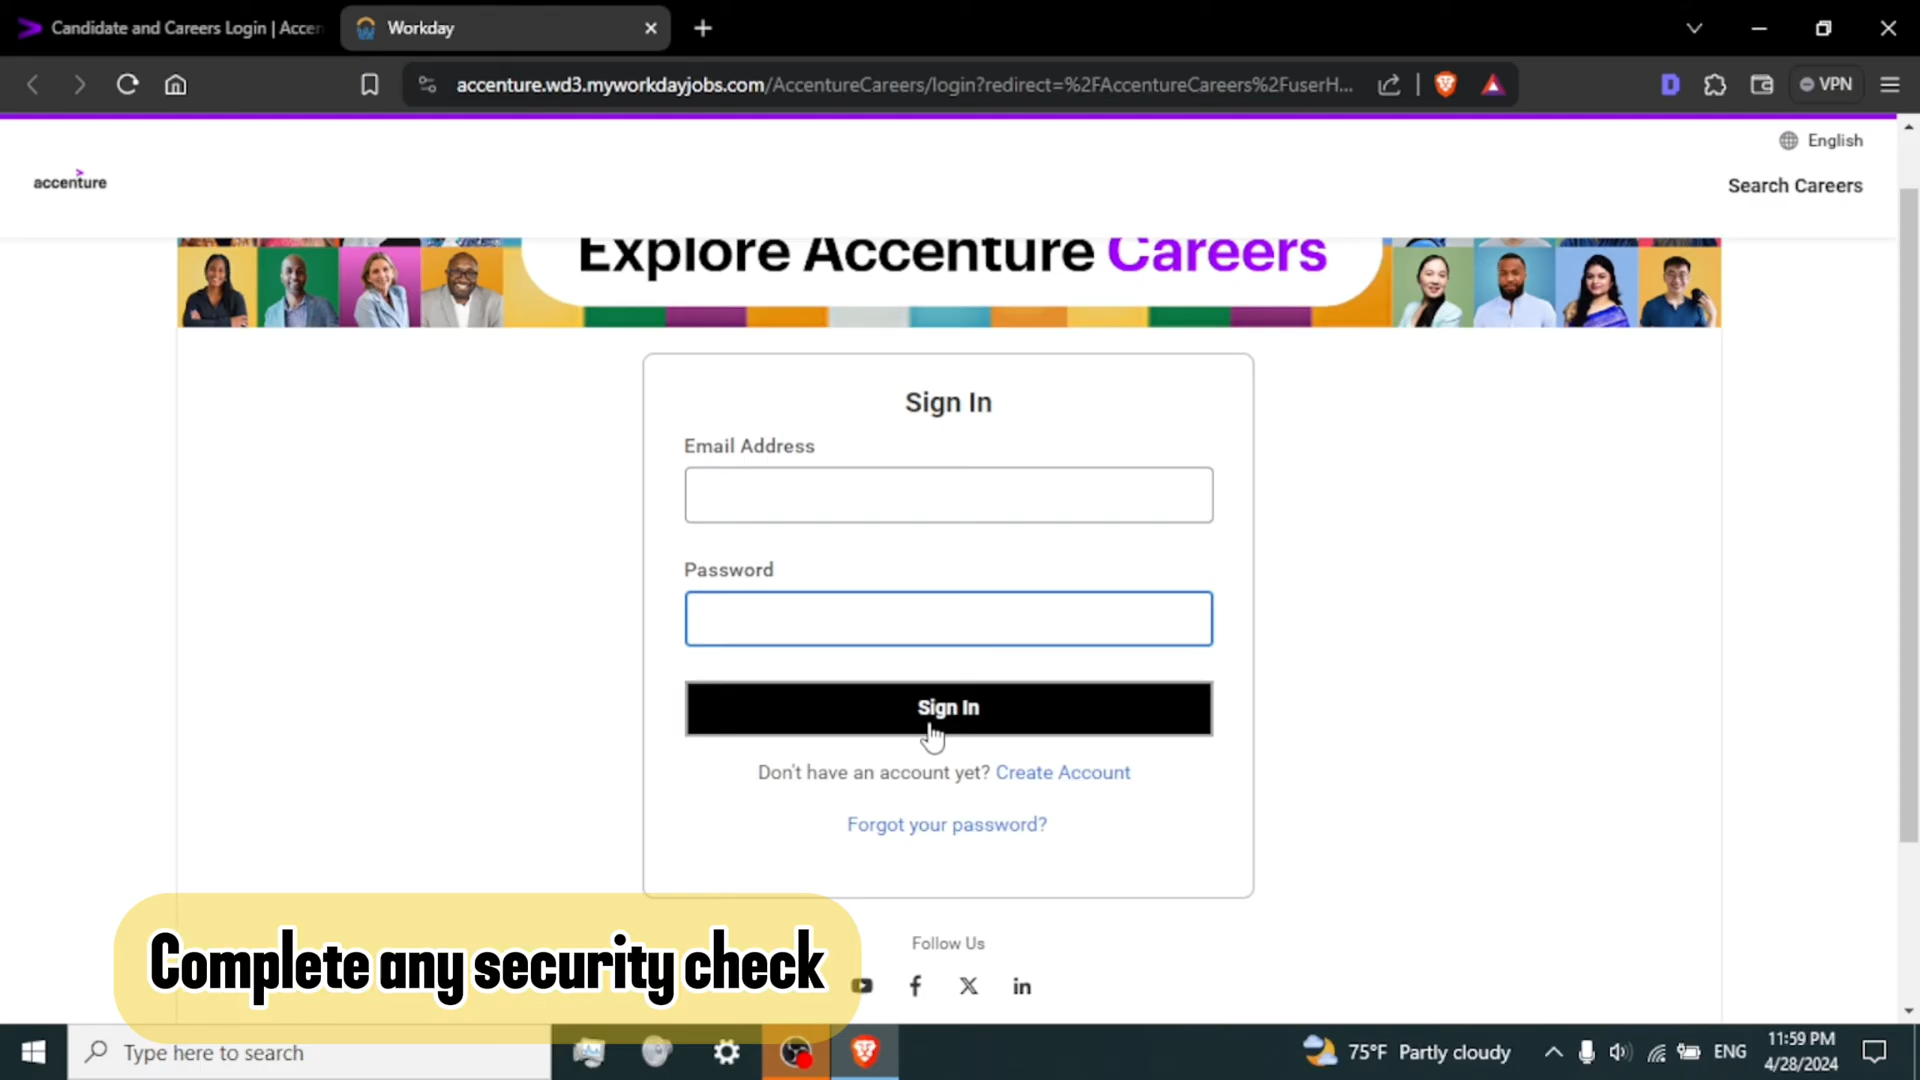 Candidate and Careers Login | Accen
Workday
accenture.wd3.myworkdayjobs.com/AccentureCareers/login?redirect=%2FAccentureCareers%2FuserH...
VPN
English
accenture
Search Careers
Explore Accenture Careers
Sign In
Email Address
Password
Sign In
Don't have an account yet? Create Account
Forgot your password?
Complete any security check
Follow Us
Type here to search
75°F Partly cloudy
ENG
11:59 PM
4/28/2024